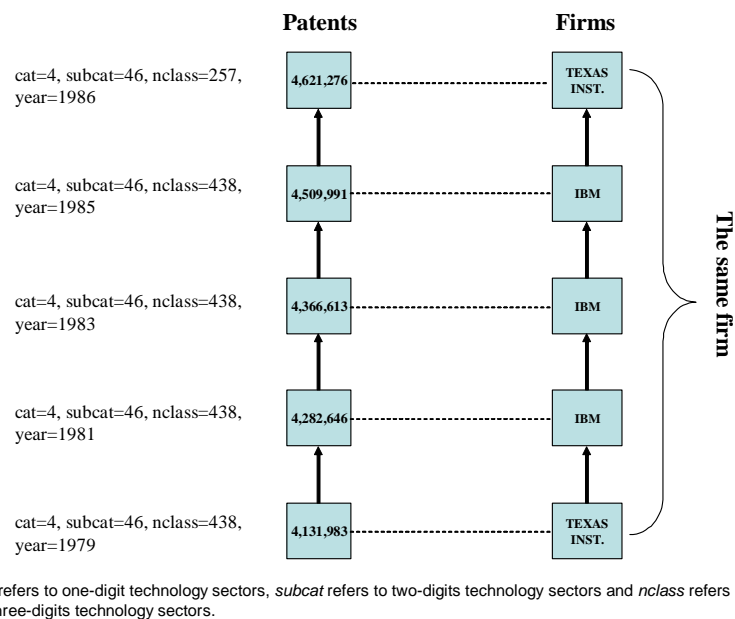 Patents Firms
cat=4, subcat=46, nclass=257,
year=1986
4,621,276
TEXAS
INST.
cat=4, subcat=46, nclass=438,
year=1985
4,509,991
IBM
The same firm
cat=4, subcat=46, nclass=438,
year=1983
4,366,613
IBM
cat=4, subcat=46, nclass=438,
year=1981
4,282,646
IBM
cat=4, subcat=46, nclass=438,
year=1979
4,131,983
TEXAS
INST.
refers to one-digit technology sectors, subcat refers to two-digits technology sectors and nclass refers
hree-digits technology sectors.